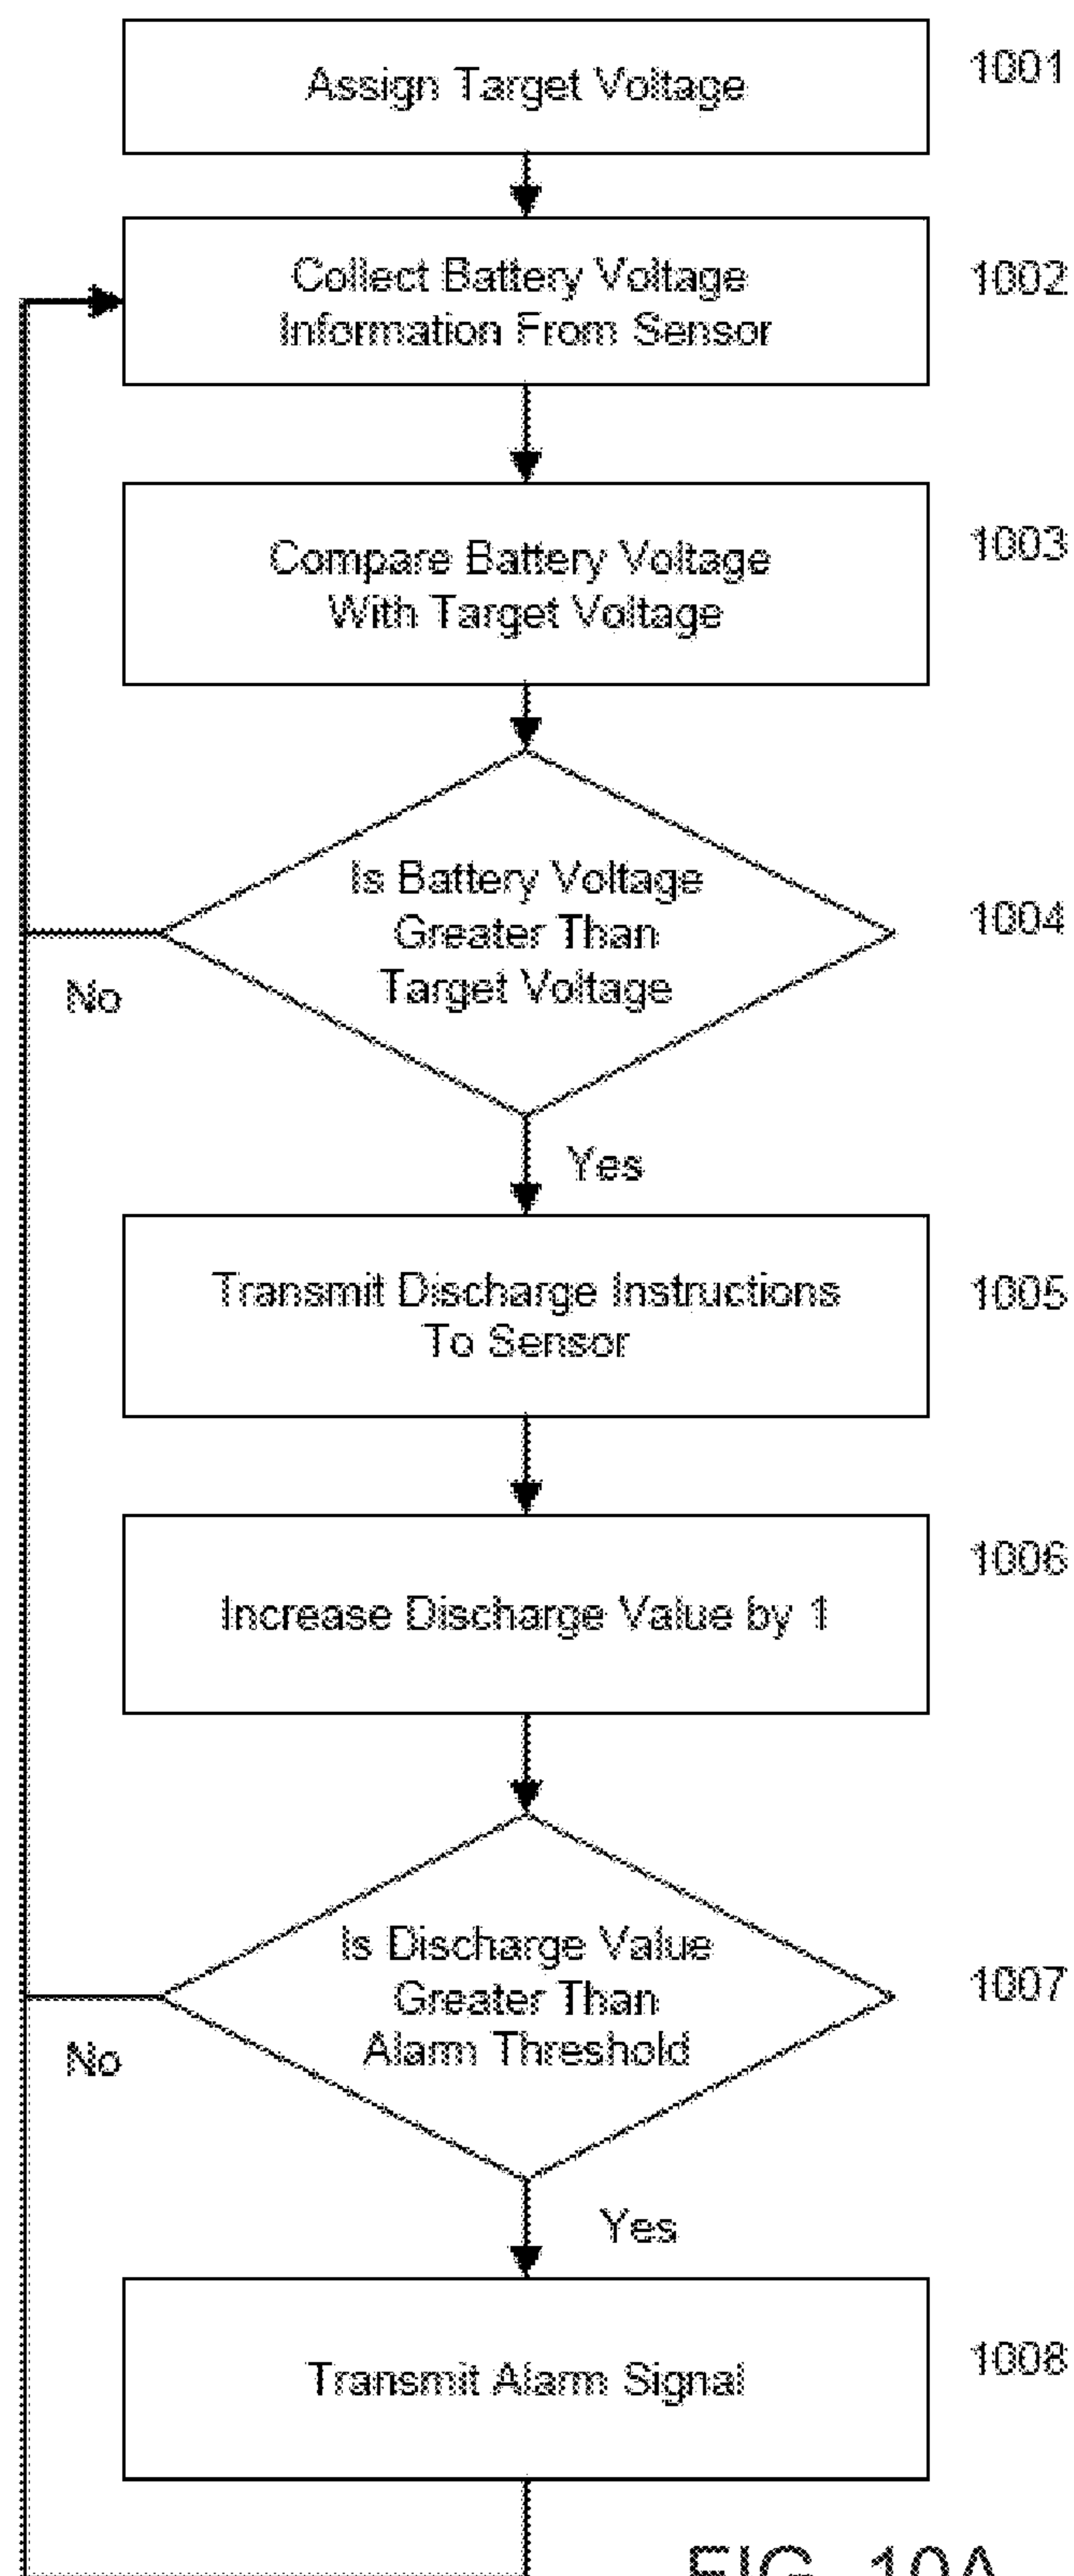 Assign Target Voltage
1001
Collect Battery Voltage
Information From Sensor
1002
Compare Battery Voltage
With Target Voltage
1003
Is Battery Voltage
Greater Than
Target Voltage
1004
No
Yes
Transmit Discharge Instructions
To Sensor
1005
Increase Discharge Value by 1
1006
Is Discharge Value
Greater Than
Alarm Threshold
1007
No
Yes
Transmit Alarm Signal
1008
FIG. 10A